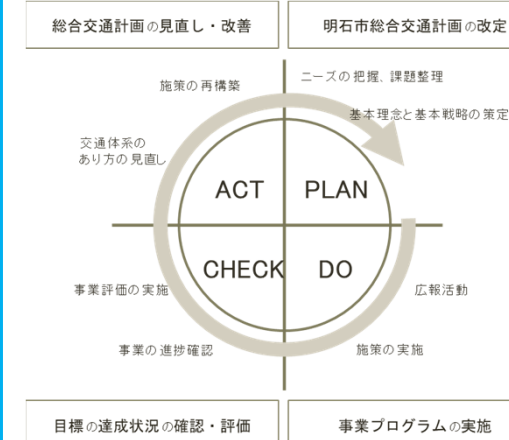 総合交通計画の見直し・改善
明石市総合交通計画の改定
ニーズの把握、課題整理
施策の再構築
基本理念と基本戦略の策定
交通体系の
あり方の見直し
ACT
PLAN
CHECK
DO
事業評価の実施
広報活動
事業の進捗確認
施策の実施
目標の達成状況の確認・評価
事業プログラムの実施